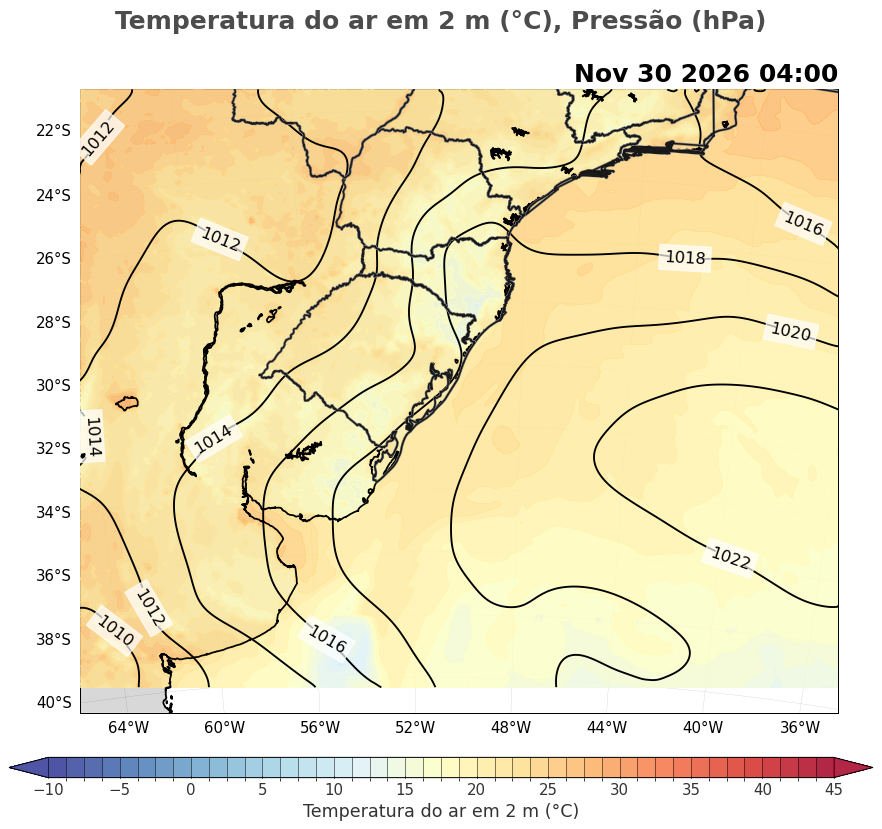 Temperatura do ar em 2 m (°C), Pressão (hPa)
Nov 30 2026 04:00
22°S
24°S
26°S
28°S
30°S
32°S
34°S
36°S
38°S
40°S
1012
1012
1016
1018
1020
1014
1014
1022
1012
1010
1016
64°W 60°W 56°W 52°W 48°W 44°W 40°W 36°W
−10 −5 0 5 10 15 20 25 30 35 40 45
Temperatura do ar em 2 m (°C)